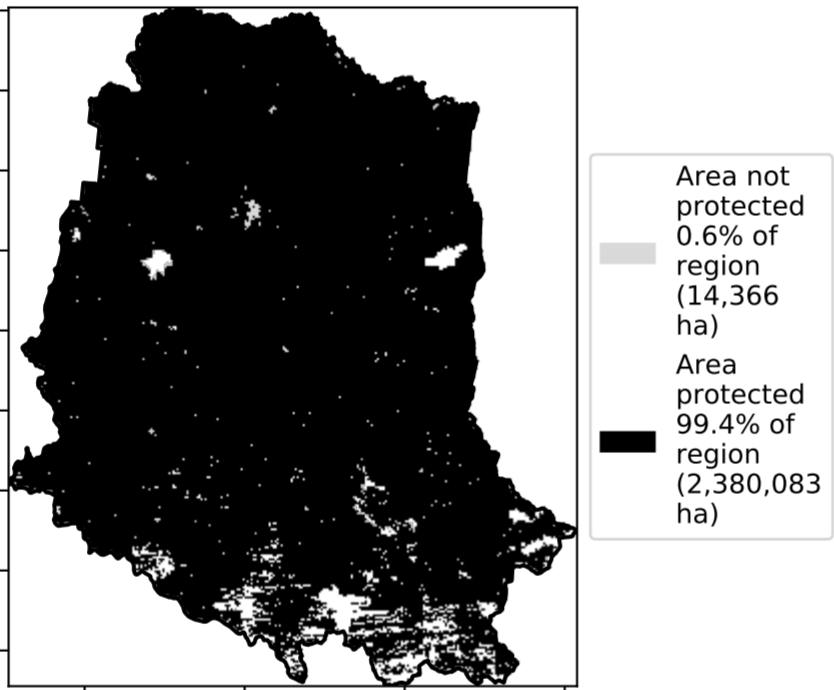 Area not
protected
0.6% of
region
(14,366
ha)
Area
protected
99.4% of
region
(2,380,083
ha)